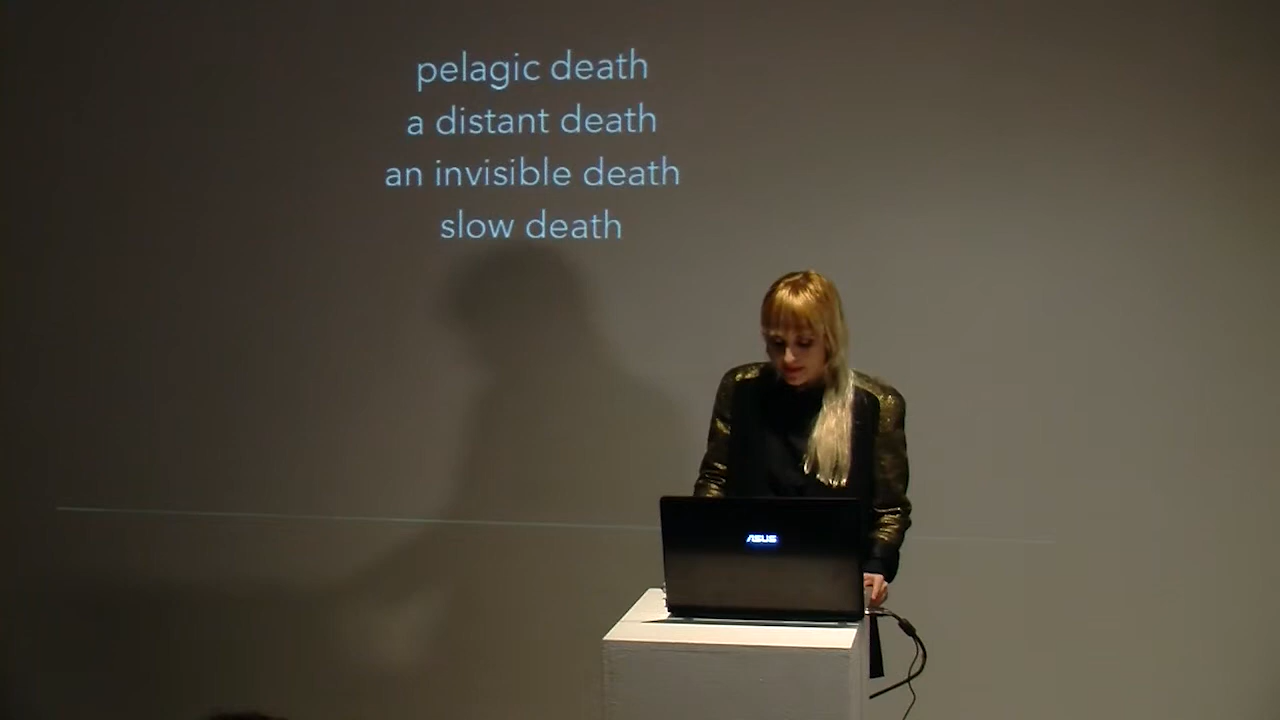 pelagic death
a distant death
an invisible death
slow death
ASUS